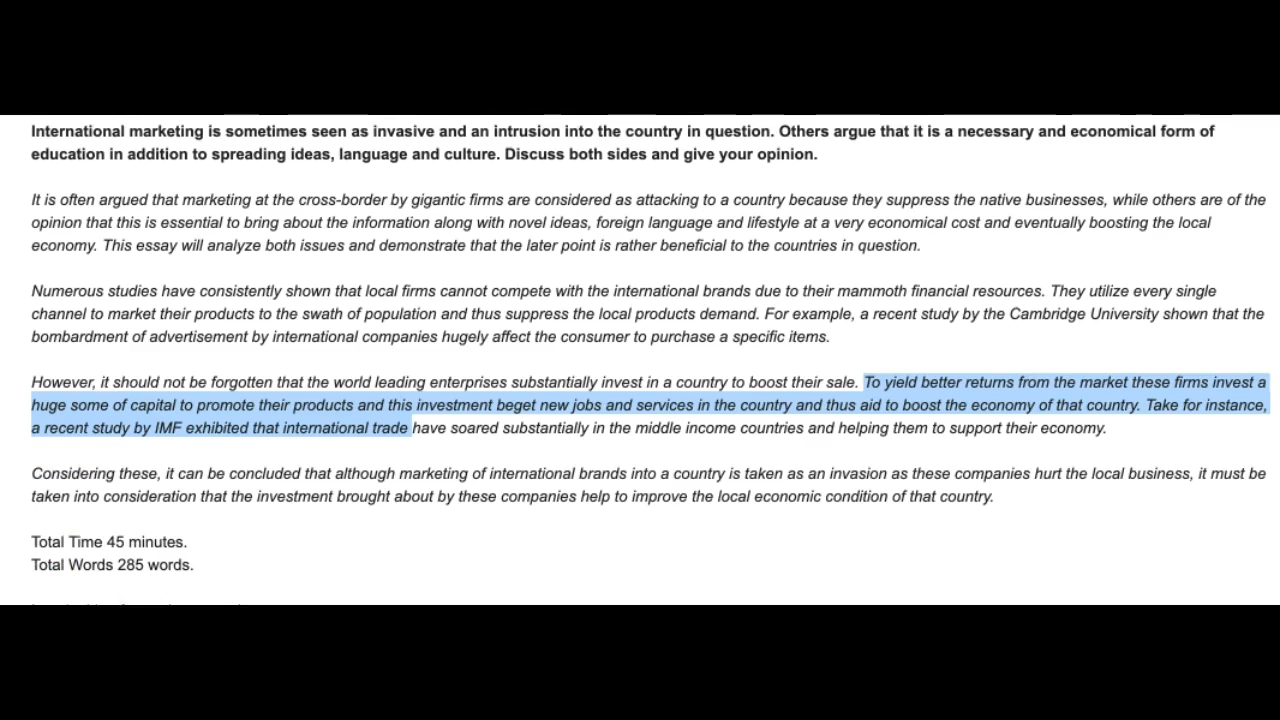 International marketing is sometimes seen as invasive and an intrusion into the country in question. Others argue that it is a necessary and economical form of
education in addition to spreading ideas, language and culture. Discuss both sides and give your opinion.
It is often argued that marketing at the cross-border by gigantic firms are considered as attacking to a country because they suppress the native businesses, while others are of the
opinion that this is essential to bring about the information along with novel ideas, foreign language and lifestyle at a very economical cost and eventually boosting the local
economy. This essay will analyze both issues and demonstrate that the later point is rather beneficial to the countries in question.
Numerous studies have consistently shown that local firms cannot compete with the international brands due to their mammoth financial resources. They utilize every single
channel to market their products to the swath of population and thus suppress the local products demand. For example, a recent study by the Cambridge University shown that the
bombardment of advertisement by international companies hugely affect the consumer to purchase a specific items.
However, it should not be forgotten that the world leading enterprises substantially invest in a country to boost their sale. To yield better returns from the market these firms invest a
huge some of capital to promote their products and this investment beget new jobs and services in the country and thus aid to boost the economy of that country. Take for instance,
a recent study by IMF exhibited that international trade have soared substantially in the middle income countries and helping them to support their economy.
Considering these, it can be concluded that although marketing of international brands into a country is taken as an invasion as these companies hurt the local business, it must be
taken into consideration that the investment brought about by these companies help to improve the local economic condition of that country.
Total Time 45 minutes.
Total Words 285 words.